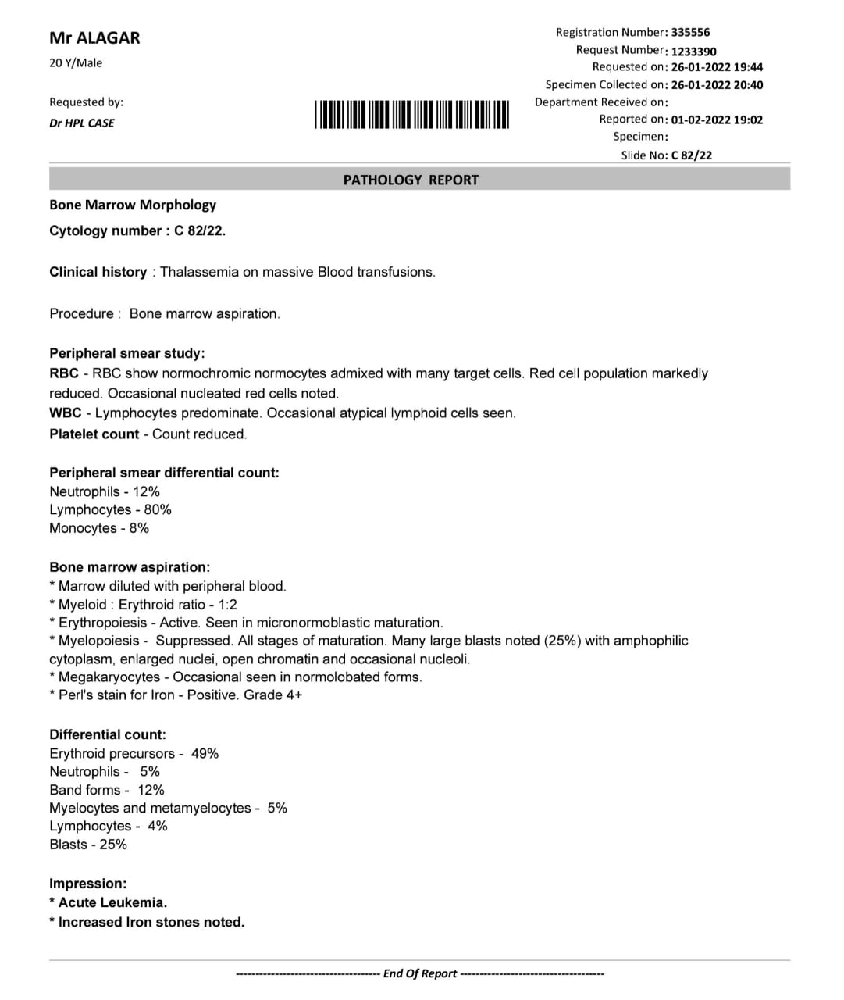 Mr ALAGAR
20 Y/Male
Requested by:
Dr HPL CASE
Registration Number: 335556
Request Number: 1233390
Requested on: 26-01-2022 19:44
Specimen Collected on: 26-01-2022 20:40
Department Received on:
Reported on: 01-02-2022 19:02
Specimen:
Slide No: C 82/22
PATHOLOGY REPORT
Bone Marrow Morphology
Cytology number : C 82/22.
Clinical history : Thalassemia on massive Blood transfusions.
Procedure : Bone marrow aspiration.
Peripheral smear study:
RBC - RBC show normochromic normocytes admixed with many target cells. Red cell population markedly
reduced. Occasional nucleated red cells noted.
WBC - Lymphocytes predominate. Occasional atypical lymphoid cells seen.
Platelet count - Count reduced.
Peripheral smear differential count:
Neutrophils - 12%
Lymphocytes - 80%
Monocytes - 8%
Bone marrow aspiration:
* Marrow diluted with peripheral blood.
* Myeloid : Erythroid ratio - 1:2
* Erythropoiesis - Active. Seen in micronormoblastic maturation.
* Myelopoiesis - Suppressed. All stages of maturation. Many large blasts noted (25%) with amphophilic
cytoplasm, enlarged nuclei, open chromatin and occasional nucleoli.
* Megakaryocytes - Occasional seen in normolobated forms.
* Perl's stain for Iron - Positive. Grade 4+
Differential count:
Erythroid precursors - 49%
Neutrophils - 5%
Band forms - 12%
Myelocytes and metamyelocytes - 5%
Lymphocytes - 4%
Blasts - 25%
Impression:
* Acute Leukemia.
* Increased Iron stones noted.
------------------------------------- End Of Report -------------------------------------